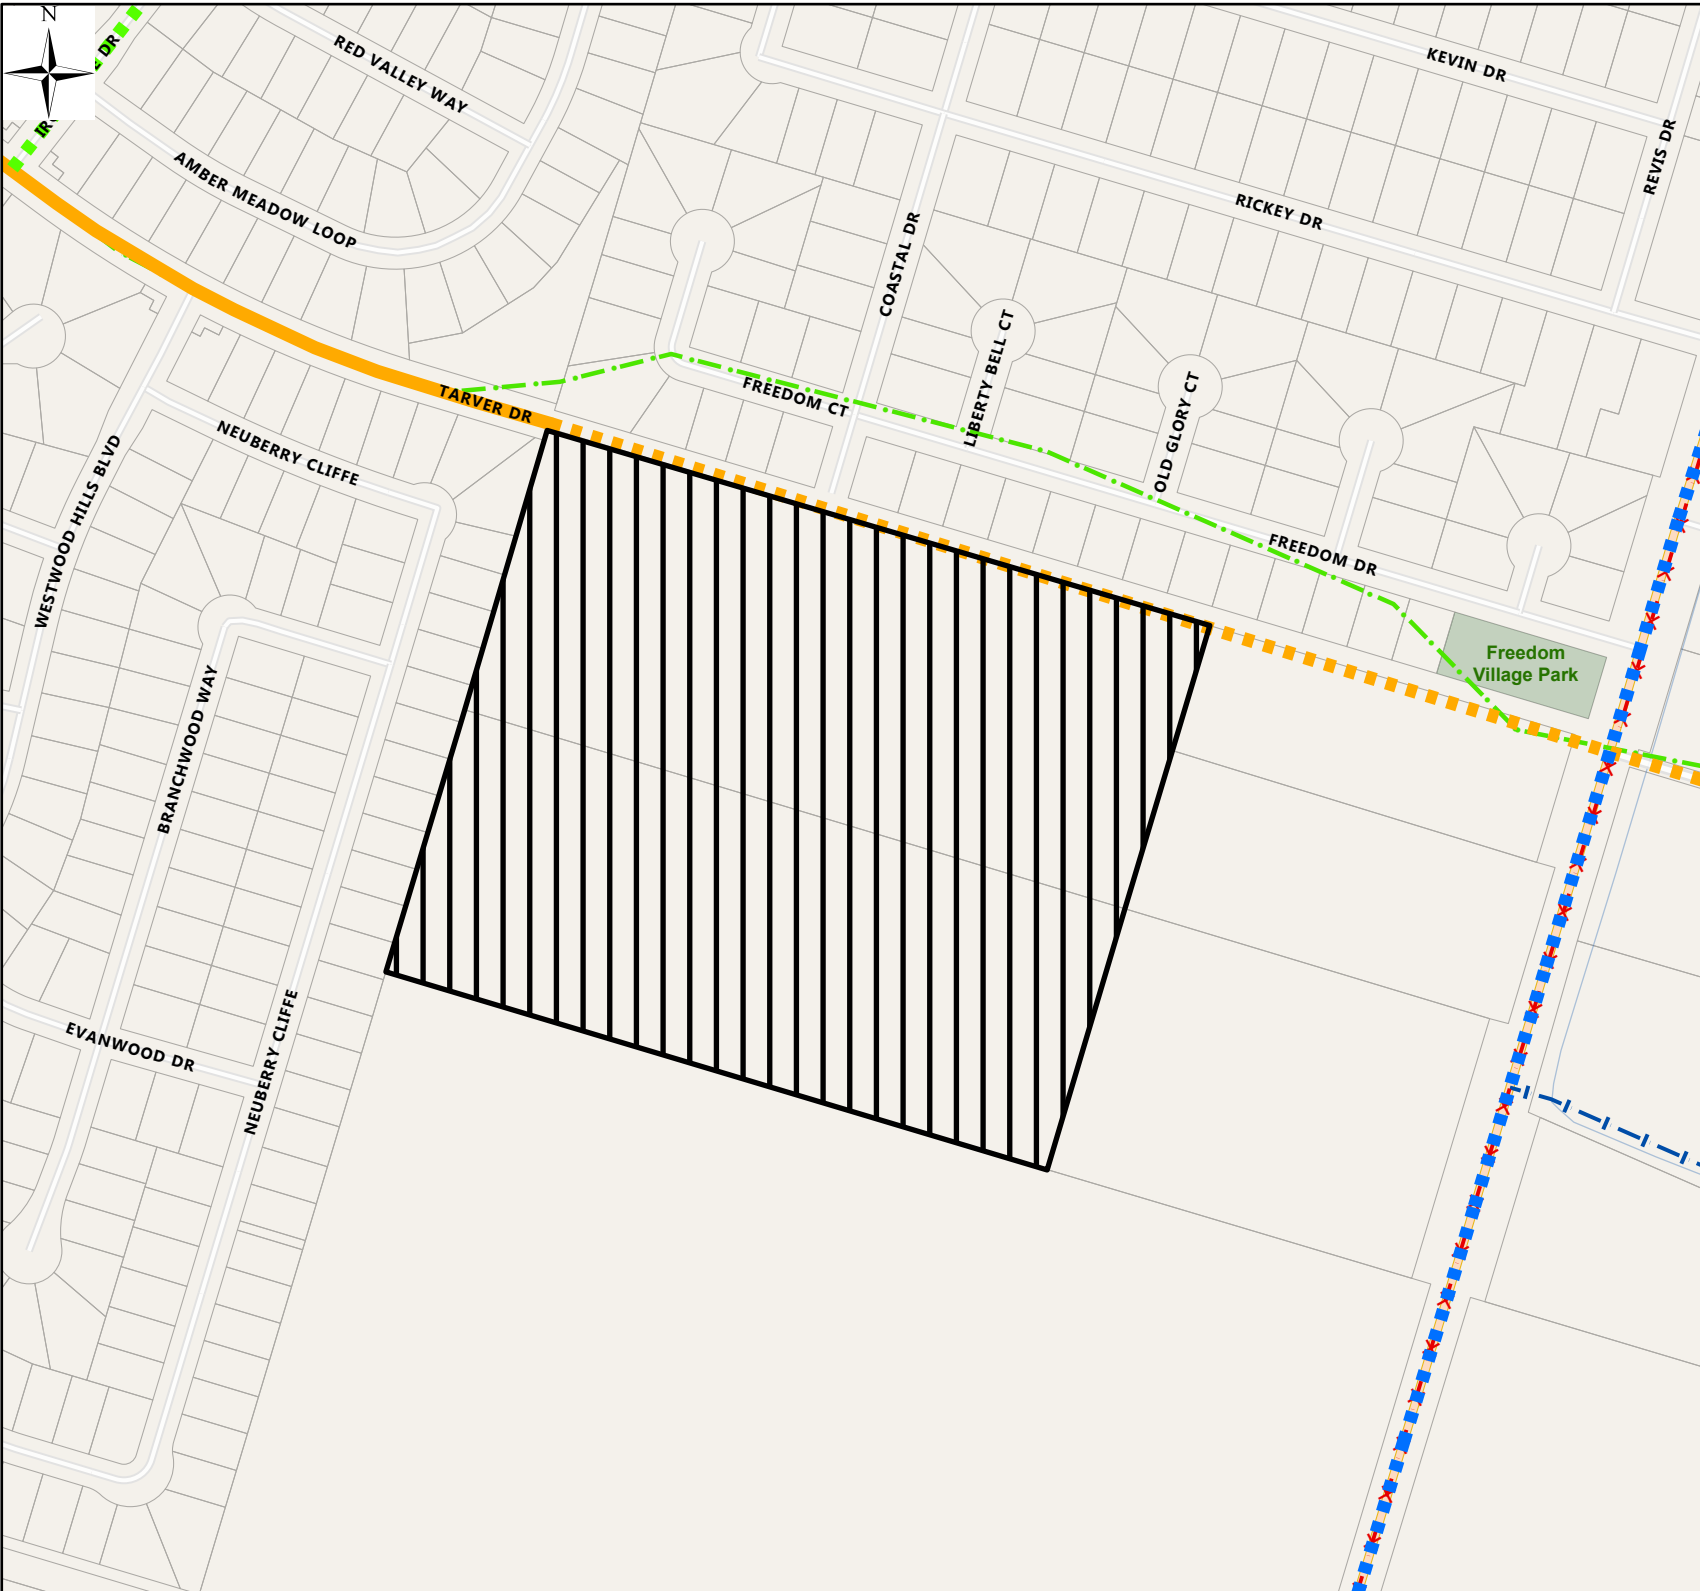 N
DR
RED VALLEY WAY
KEVIN DR
REVIS DR
AMBER MEADOW LOOP
RICKEY DR
COASTAL DR
LIBERTY BELL CT
OLD GLORY CT
TARVER DR
FREEDOM CT
NEUBERRY CLIFFE
WESTWOOD HILLS BLVD
FREEDOM DR
Freedom
Village Park
BRANCHWOOD WAY
EVANWOOD DR
NEUBERRY CLIFFE